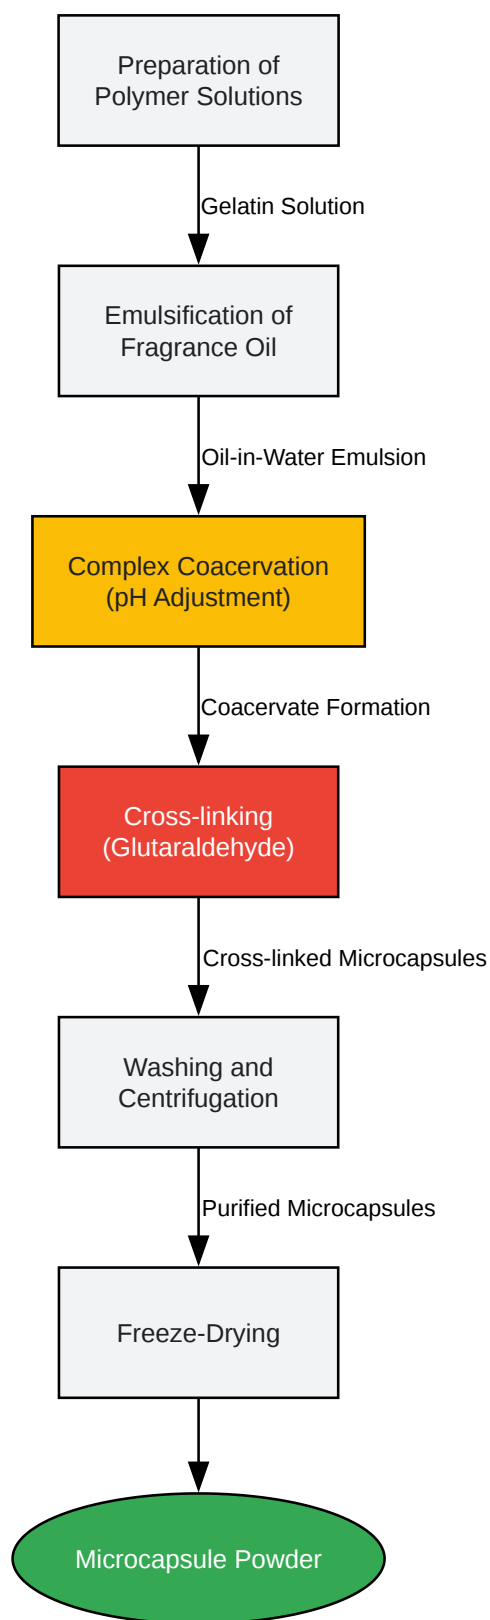 Preparation of
Polymer Solutions
Gelatin Solution
Emulsification of
Fragrance Oil
Oil-in-Water Emulsion
Complex Coacervation
(pH Adjustment)
Coacervate Formation
Cross-linking
(Glutaraldehyde)
Cross-linked Microcapsules
Washing and
Centrifugation
Purified Microcapsules
Freeze-Drying
Microcapsule Powder